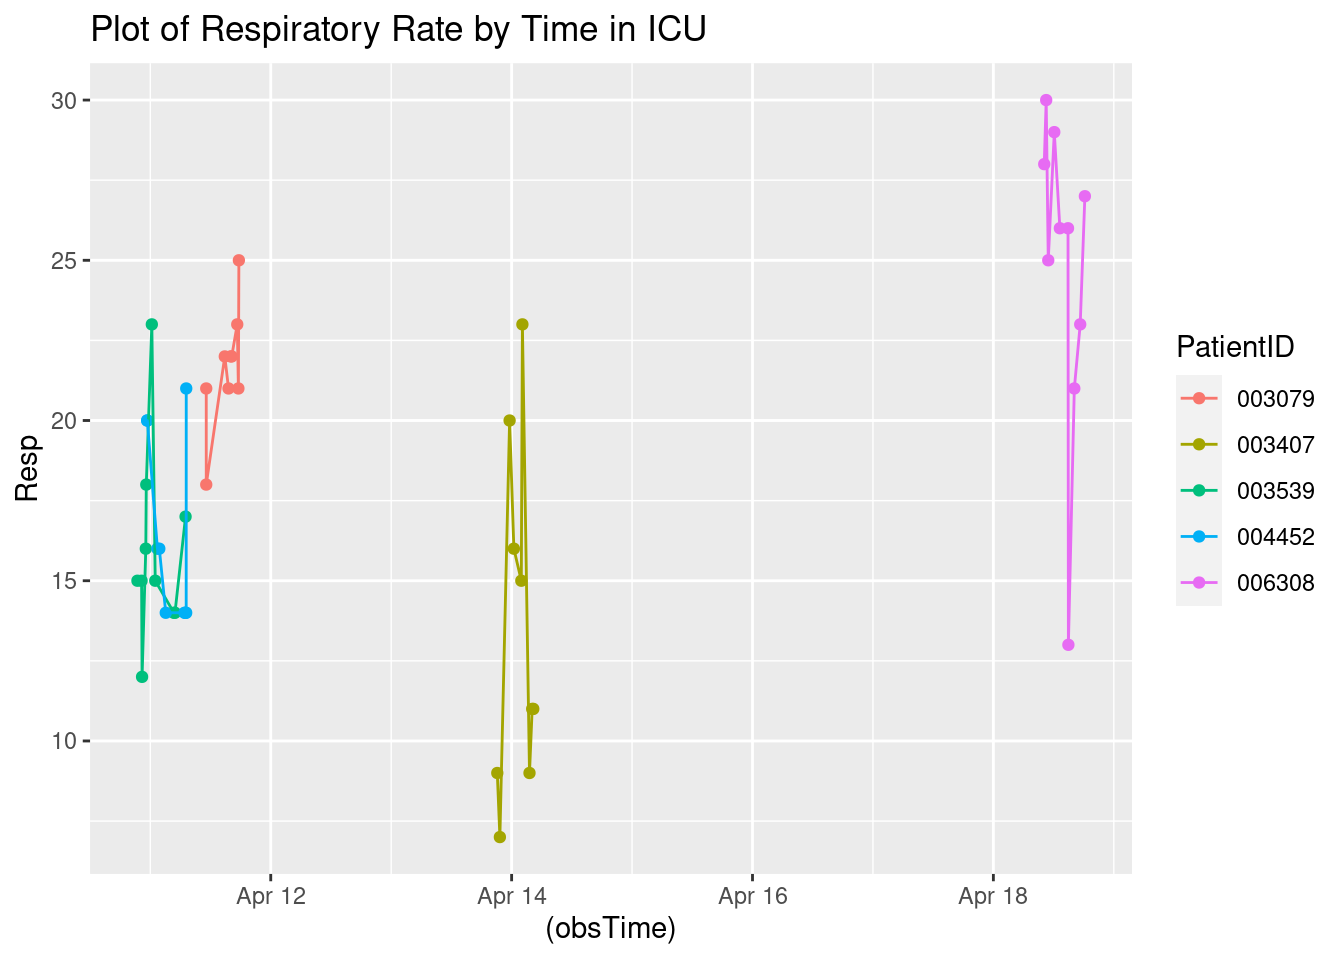 Plot of Respiratory Rate by Time in ICU
30
25
20
15
10
Resp
Apr 12
Apr 14
Apr 16
Apr 18
(obsTime)
PatientID
003079
003407
003539
004452
006308